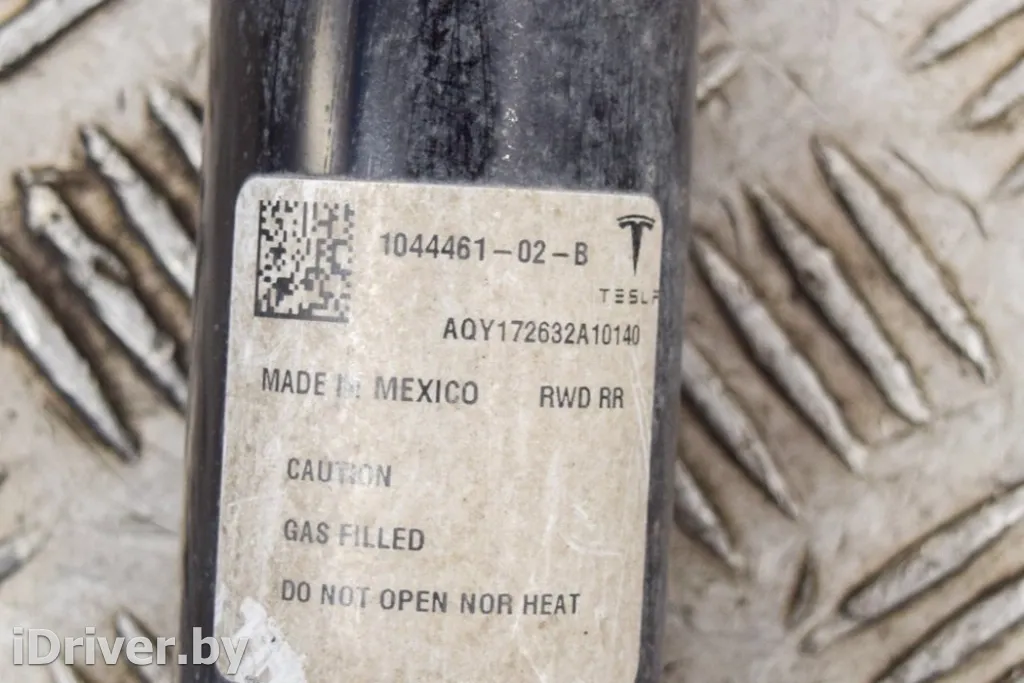 1044461-02-B
TESLA
AQY172632A10140
MADE IN MEXICO RWD RR
CAUTION
GAS FILLED
DO NOT OPEN NOR HEAT
iDriver.by